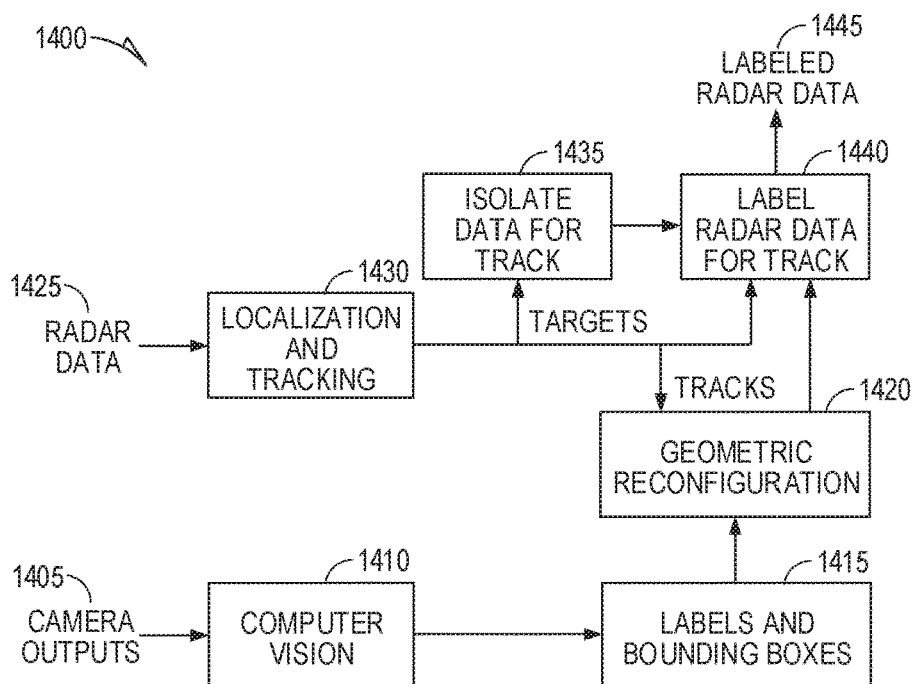 1400
1445
LABELED
RADAR DATA
1435
ISOLATE
DATA FOR
TRACK
1440
LABEL
RADAR DATA
FOR TRACK
1425
RADAR
DATA
1430
LOCALIZATION
AND
TRACKING
TARGETS
TRACKS
1420
GEOMETRIC
RECONFIGURATION
1405
CAMERA
OUTPUTS
1410
COMPUTER
VISION
1415
LABELS AND
BOUNDING BOXES